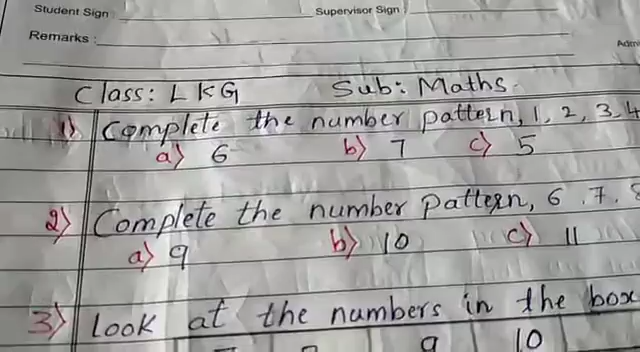 Student Sign : Supervisor Sign :
Remarks :
Class: LKG Sub: Maths
1) Complete the number pattern, 1, 2, 3, 4
a) 6 b) 7 c) 5
2) Complete the number pattern, 6, 7, 8
a) 9 b) 10 c) 11
3) Look at the numbers in the box
9 10